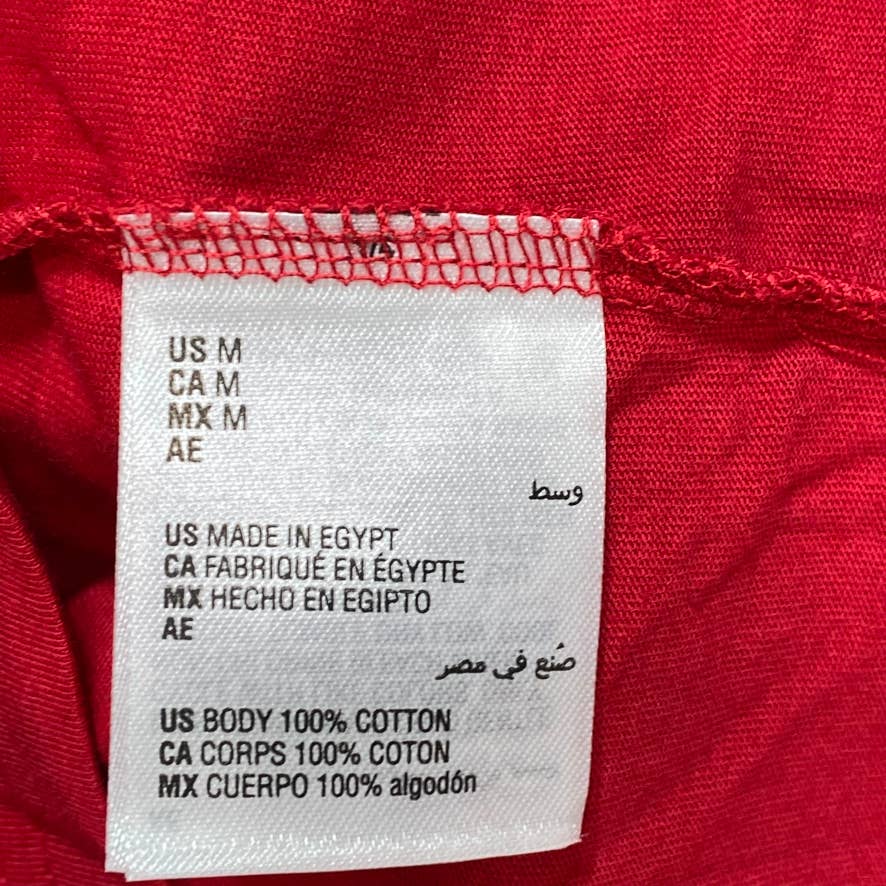 US M
CA M
MX M
AE
وسط
US MADE IN EGYPT
CA FABRIQUÉ EN ÉGYPTE
MX HECHO EN EGIPTO
AE
صُنع في مصر
US BODY 100% COTTON
CA CORPS 100% COTON
MX CUERPO 100% algodón